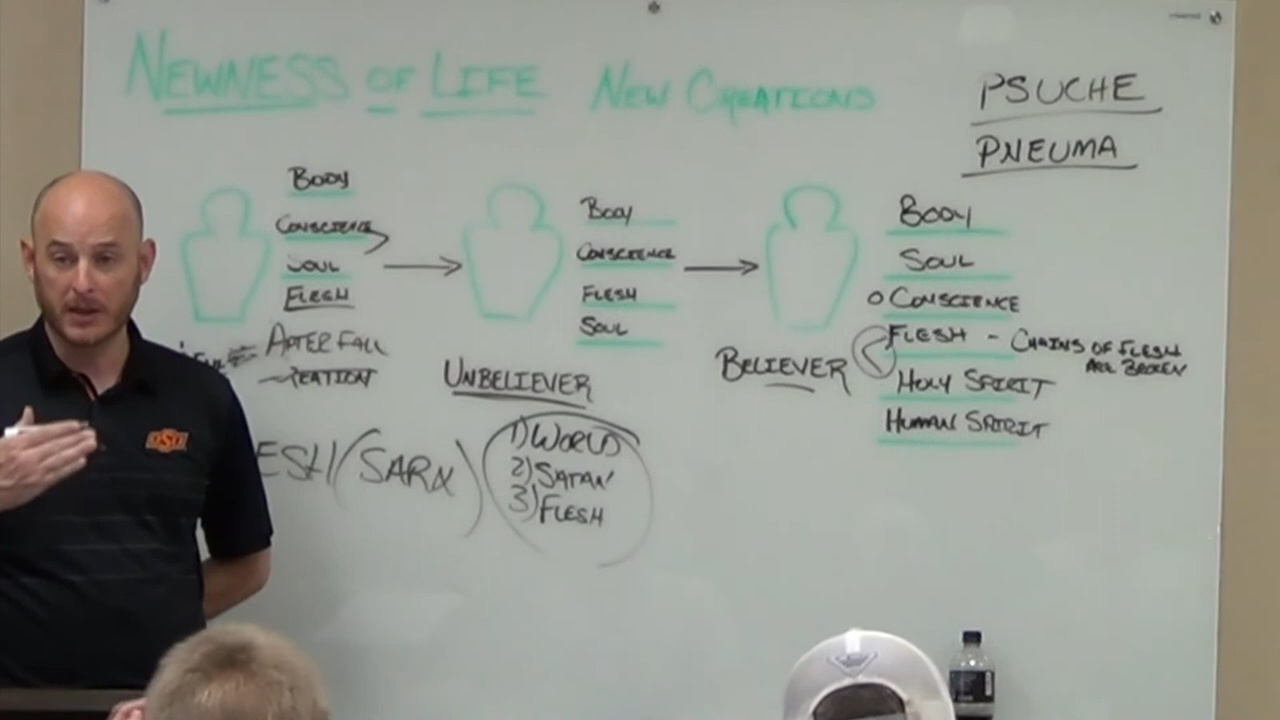 NEWNESS OF LIFE NEW CREATIONS
PSUCHE
PNEUMA
BODY
CONSCIENCE
SOUL
FLESH
AFTER FALL
BODY
CONSCIENCE
FLESH
SOUL
UNBELIEVER
1) WORLD
2) SATAN
3) FLESH
ESH (SARX)
BODY
SOUL
CONSCIENCE
FLESH - CHAINS OF FLESH
ARE BROKEN
HOLY SPIRIT
HUMAN SPIRIT
BELIEVER
OSU